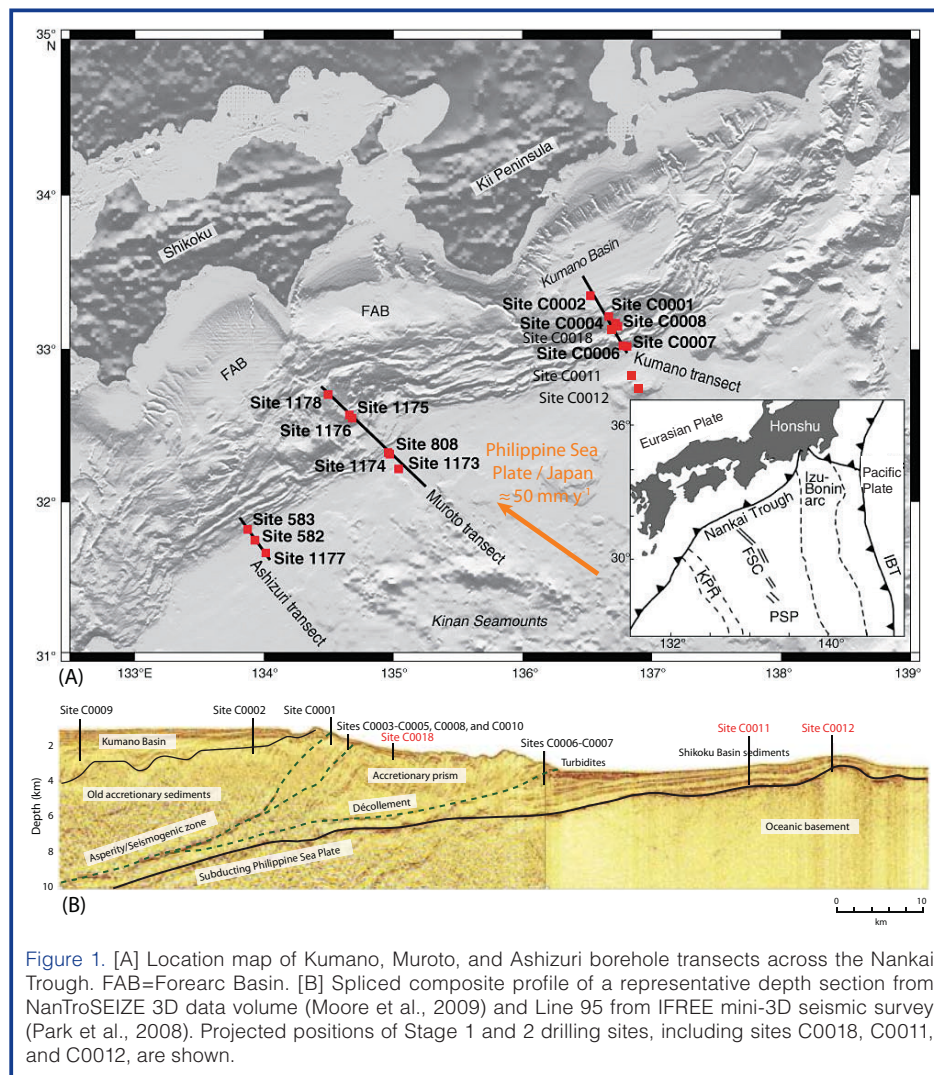 35°
N
34°
33°
32°
31°
133°E
134°
135°
136°
137°
138°
139°
Shikoku
Kii Peninsula
Kumano Basin
FAB
FAB
Site C0002
Site C0001
Site C0004
Site C0008
Site C0018
Site C0006
Site C0007
Kumano transect
Site C0011
Site C0012
Site 1178
Site 1175
Site 1176
Site 808
Site 1174
Site 1173
Muroto transect
Site 583
Site 582
Site 1177
Ashizuri transect
Philippine Sea
Plate / Japan
≈ 50 mm y⁻¹
Kinan Seamounts
Eurasian Plate
Honshu
36°
30°
132°
140°
Nankai Trough
Izu-
Bonin
arc
Pacific
Plate
KPR
FSC
PSP
IBT
(A)
Site C0009
Site C0002
Site C0001
Sites C0003-C0005, C0008, and C0010
Site C0018
Sites C0006-C0007
Site C0011
Site C0012
Kumano Basin
Turbidites
Shikoku Basin sediments
Accretionary prism
Old accretionary sediments
Décollement
Asperity/Seismogenic zone
Oceanic basement
Subducting Philippine Sea Plate
Depth (km)
2
4
6
8
10
(B)
0
10
km
Figure 1. [A] Location map of Kumano, Muroto, and Ashizuri borehole transects across the Nankai
Trough. FAB=Forearc Basin. [B] Spliced composite profile of a representative depth section from
NanTroSEIZE 3D data volume (Moore et al., 2009) and Line 95 from IFREE mini-3D seismic survey
(Park et al., 2008). Projected positions of Stage 1 and 2 drilling sites, including sites C0018, C0011,
and C0012, are shown.